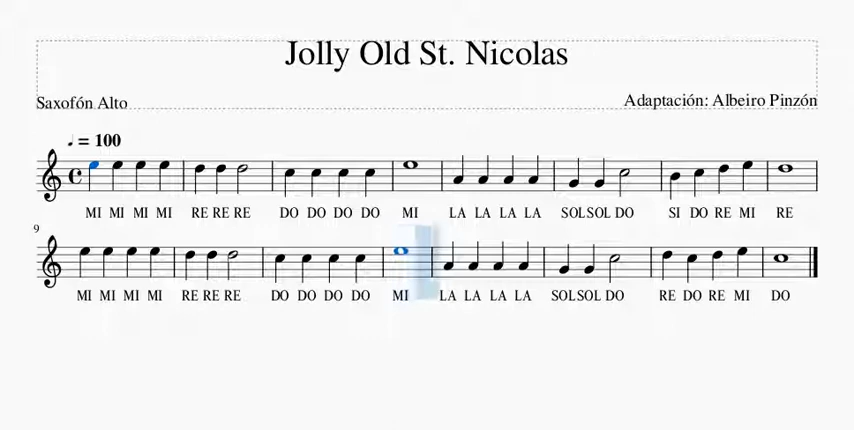 Jolly Old St. Nicolas
Saxofón Alto
Adaptación: Albeiro Pinzón
♩ = 100
MI MI MI MI RE RE RE DO DO DO DO MI LA LA LA LA SOL SOL DO SI DO RE MI RE
9
MI MI MI MI RE RE RE DO DO DO DO MI LA LA LA LA SOL SOL DO RE DO RE MI DO